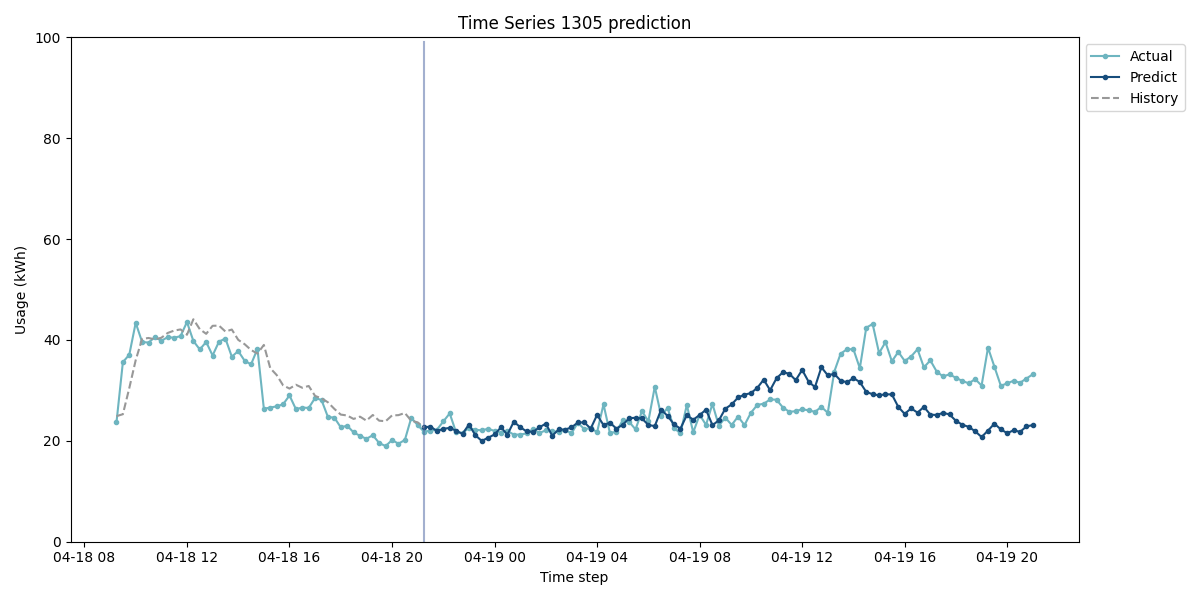 Time Series 1305 prediction
100
80
60
40
20
0
Usage (kWh)
04-18 08 04-18 12 04-18 16 04-18 20 04-19 00 04-19 04 04-19 08 04-19 12 04-19 16 04-19 20
Time step
Actual
Predict
History